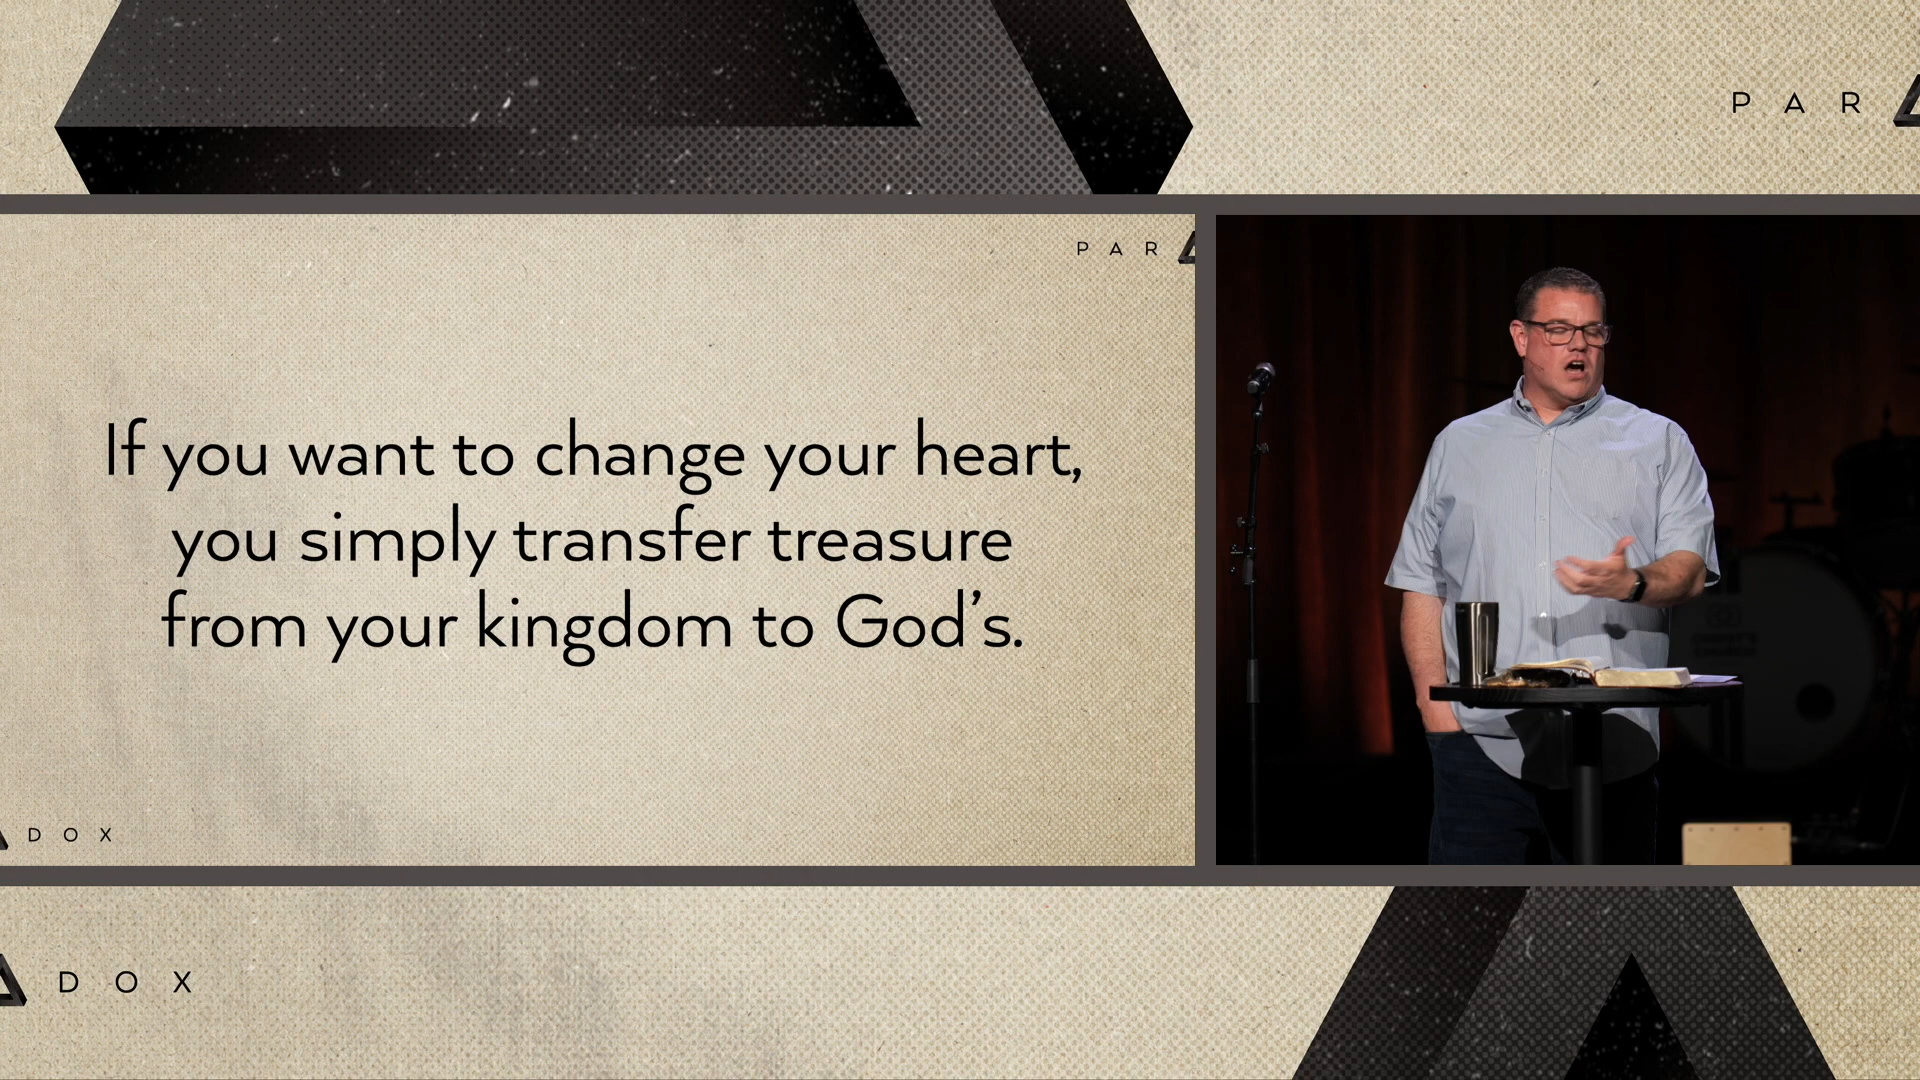 P A R
P A R
If you want to change your heart,
you simply transfer treasure
from your kingdom to God’s.
D O X
D O X